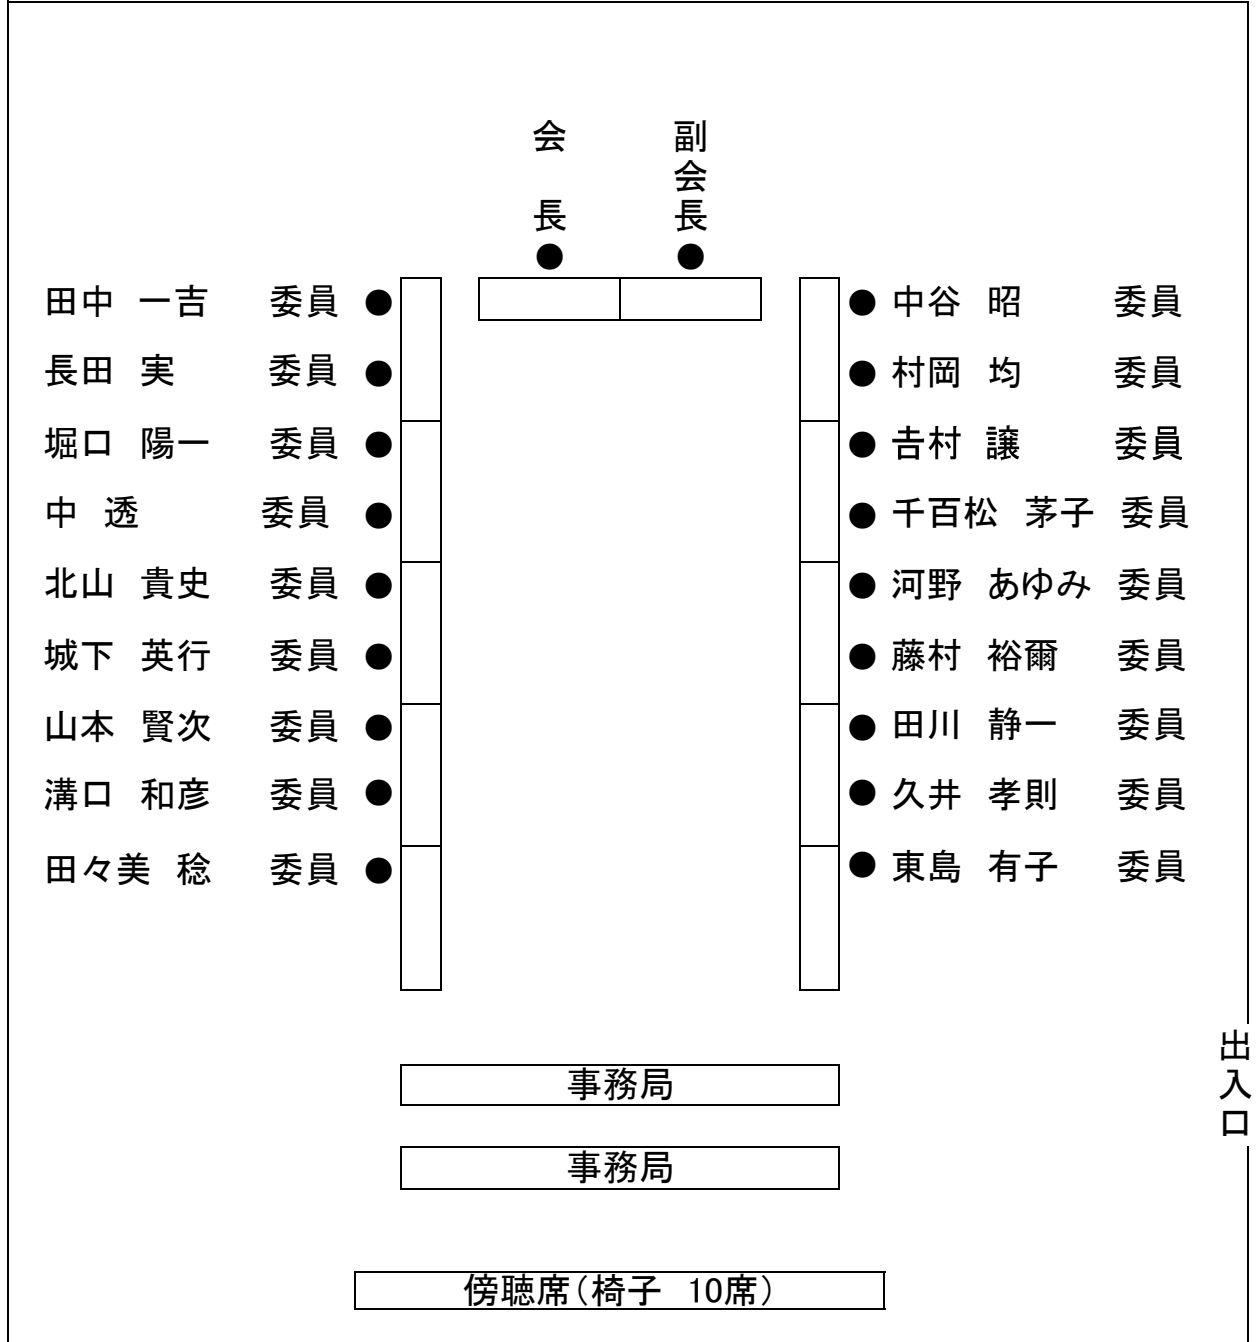 会長
副会長
田中 一吉 委員 ● ● 中谷 昭 委員
長田 実 委員 ● ● 村岡 均 委員
堀口 陽一 委員 ● ● 𠮷村 譲 委員
中 透 委員 ● ● 千百松 茅子 委員
北山 貴史 委員 ● ● 河野 あゆみ 委員
城下 英行 委員 ● ● 藤村 裕爾 委員
山本 賢次 委員 ● ● 田川 静一 委員
溝口 和彦 委員 ● ● 久井 孝則 委員
田々美 稔 委員 ● ● 東島 有子 委員
出入口
事務局
事務局
傍聴席（椅子 10席）